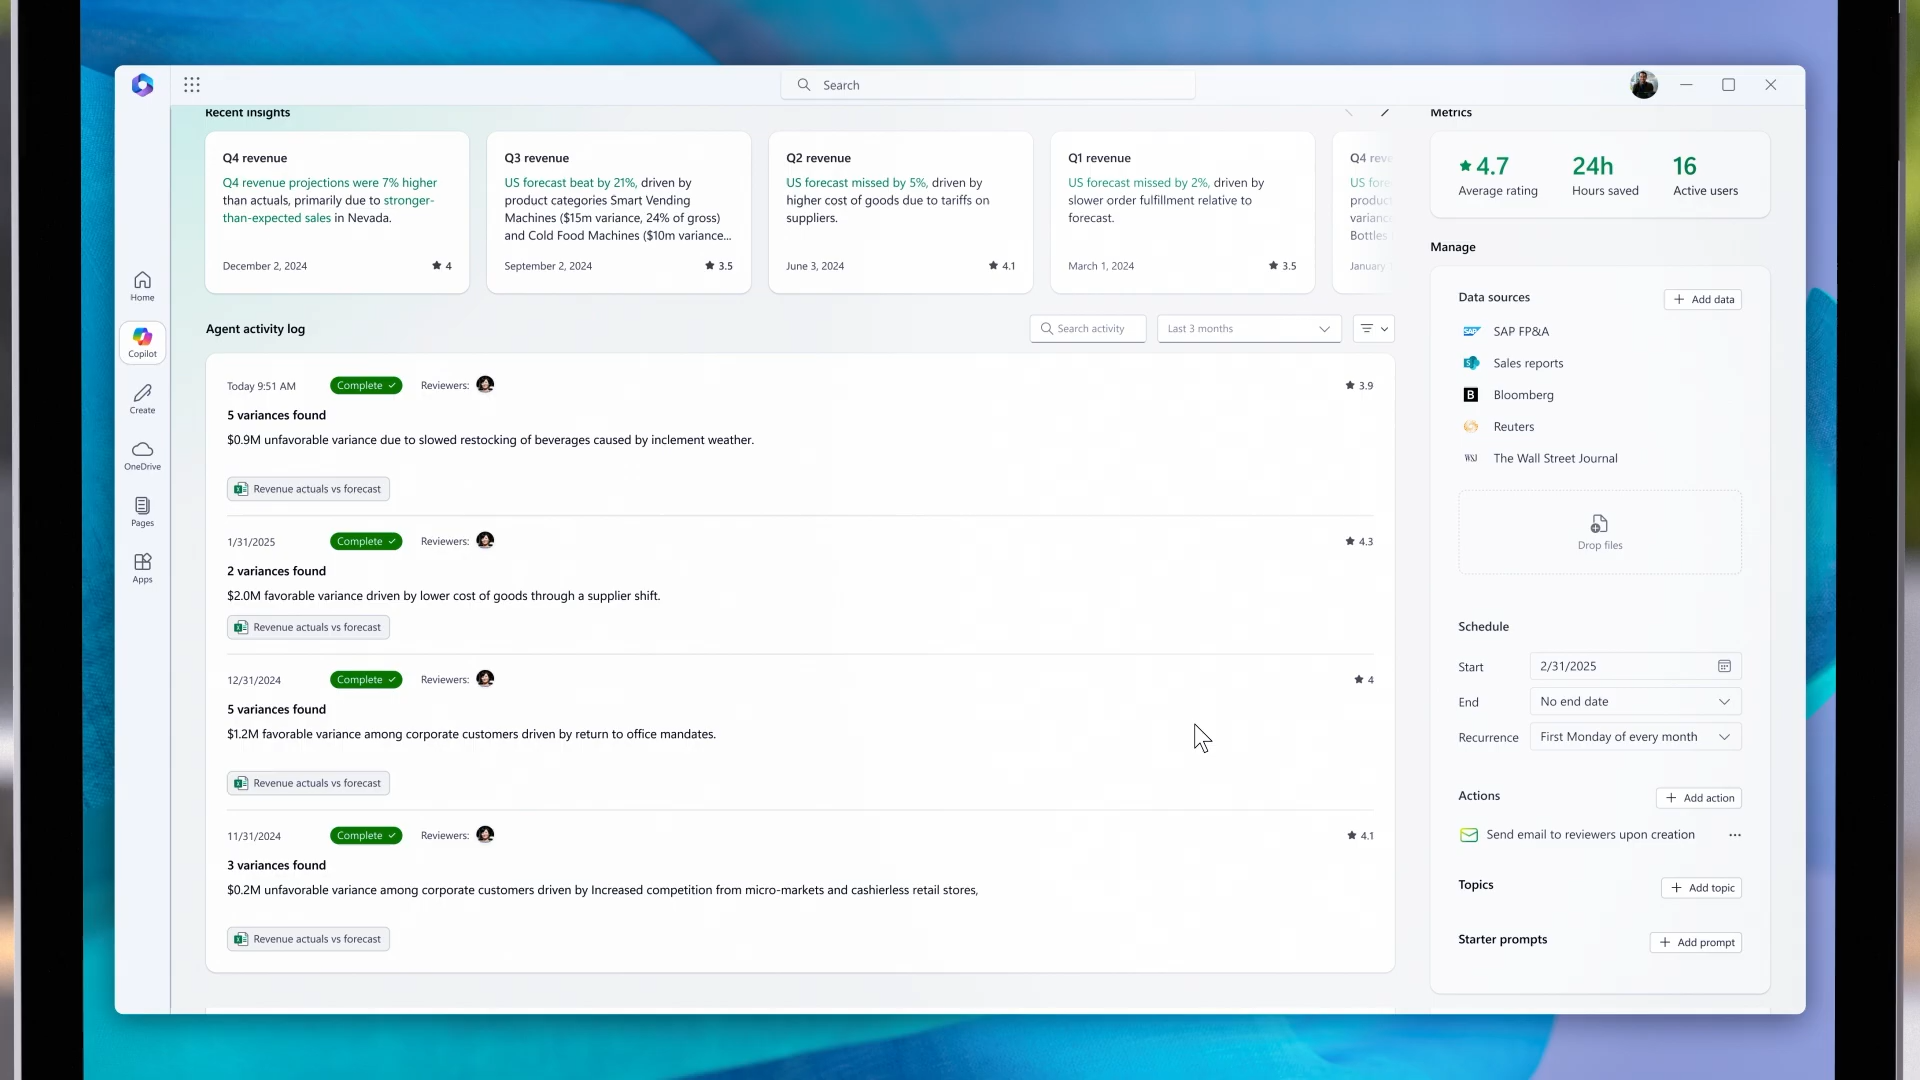 Search
Recent insights
Metrics
Q4 revenue
Q4 revenue projections were 7% higher
than actuals, primarily due to stronger-
than-expected sales in Nevada.
December 2, 2024
4
Q3 revenue
US forecast beat by 21%, driven by
product categories Smart Vending
Machines ($15m variance, 24% of gross)
and Cold Food Machines ($10m variance...
September 2, 2024
3.5
Q2 revenue
US forecast missed by 5%, driven by
higher cost of goods due to tariffs on
suppliers.
June 3, 2024
4.1
Q1 revenue
US forecast missed by 2%, driven by
slower order fulfillment relative to
forecast.
March 1, 2024
3.5
Q4 reve
US fore
product
variance
Bottles
January
4.7
Average rating
24h
Hours saved
16
Active users
Home
Copilot
Create
OneDrive
Pages
Apps
Agent activity log
Search activity
Last 3 months
Today 9:51 AM
Complete
Reviewers:
3.9
5 variances found
$0.9M unfavorable variance due to slowed restocking of beverages caused by inclement weather.
Revenue actuals vs forecast
1/31/2025
Complete
Reviewers:
4.3
2 variances found
$2.0M favorable variance driven by lower cost of goods through a supplier shift.
Revenue actuals vs forecast
12/31/2024
Complete
Reviewers:
4
5 variances found
$1.2M favorable variance among corporate customers driven by return to office mandates.
Revenue actuals vs forecast
11/31/2024
Complete
Reviewers:
4.1
3 variances found
$0.2M unfavorable variance among corporate customers driven by Increased competition from micro-markets and cashierless retail stores,
Revenue actuals vs forecast
Manage
Data sources
Add data
SAP
SAP FP&A
S
Sales reports
B
Bloomberg
Reuters
WSJ
The Wall Street Journal
Drop files
Schedule
Start
2/31/2025
End
No end date
Recurrence
First Monday of every month
Actions
Add action
Send email to reviewers upon creation
Topics
Add topic
Starter prompts
Add prompt